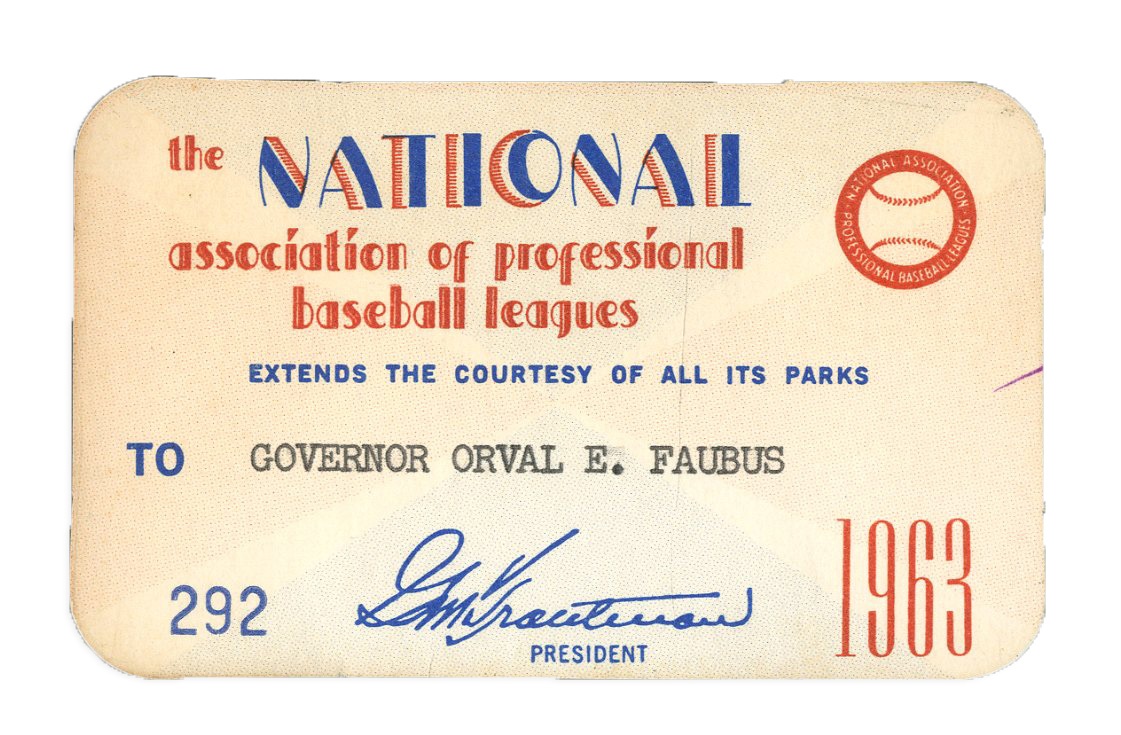 the NATIONAL
association of professional
baseball leagues
NATIONAL ASSOCIATION
PROFESSIONAL BASEBALL LEAGUES
EXTENDS THE COURTESY OF ALL ITS PARKS
TO GOVERNOR ORVAL E. FAUBUS
292
G M Trautman
PRESIDENT
1963